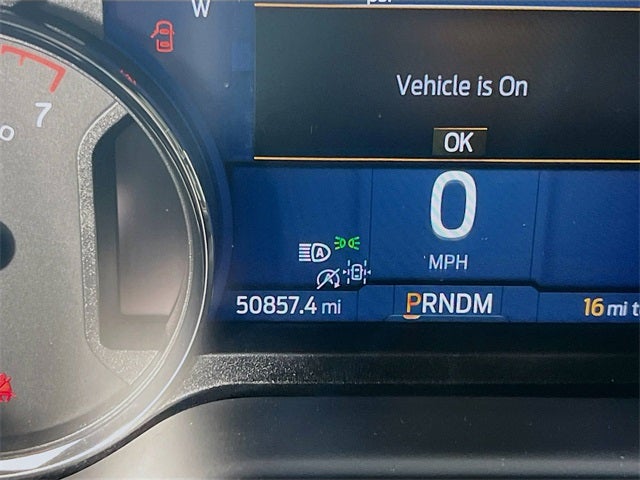 W
7
Vehicle is On
OK
0
MPH
A
50857.4 mi
PRNDM
16 mi t